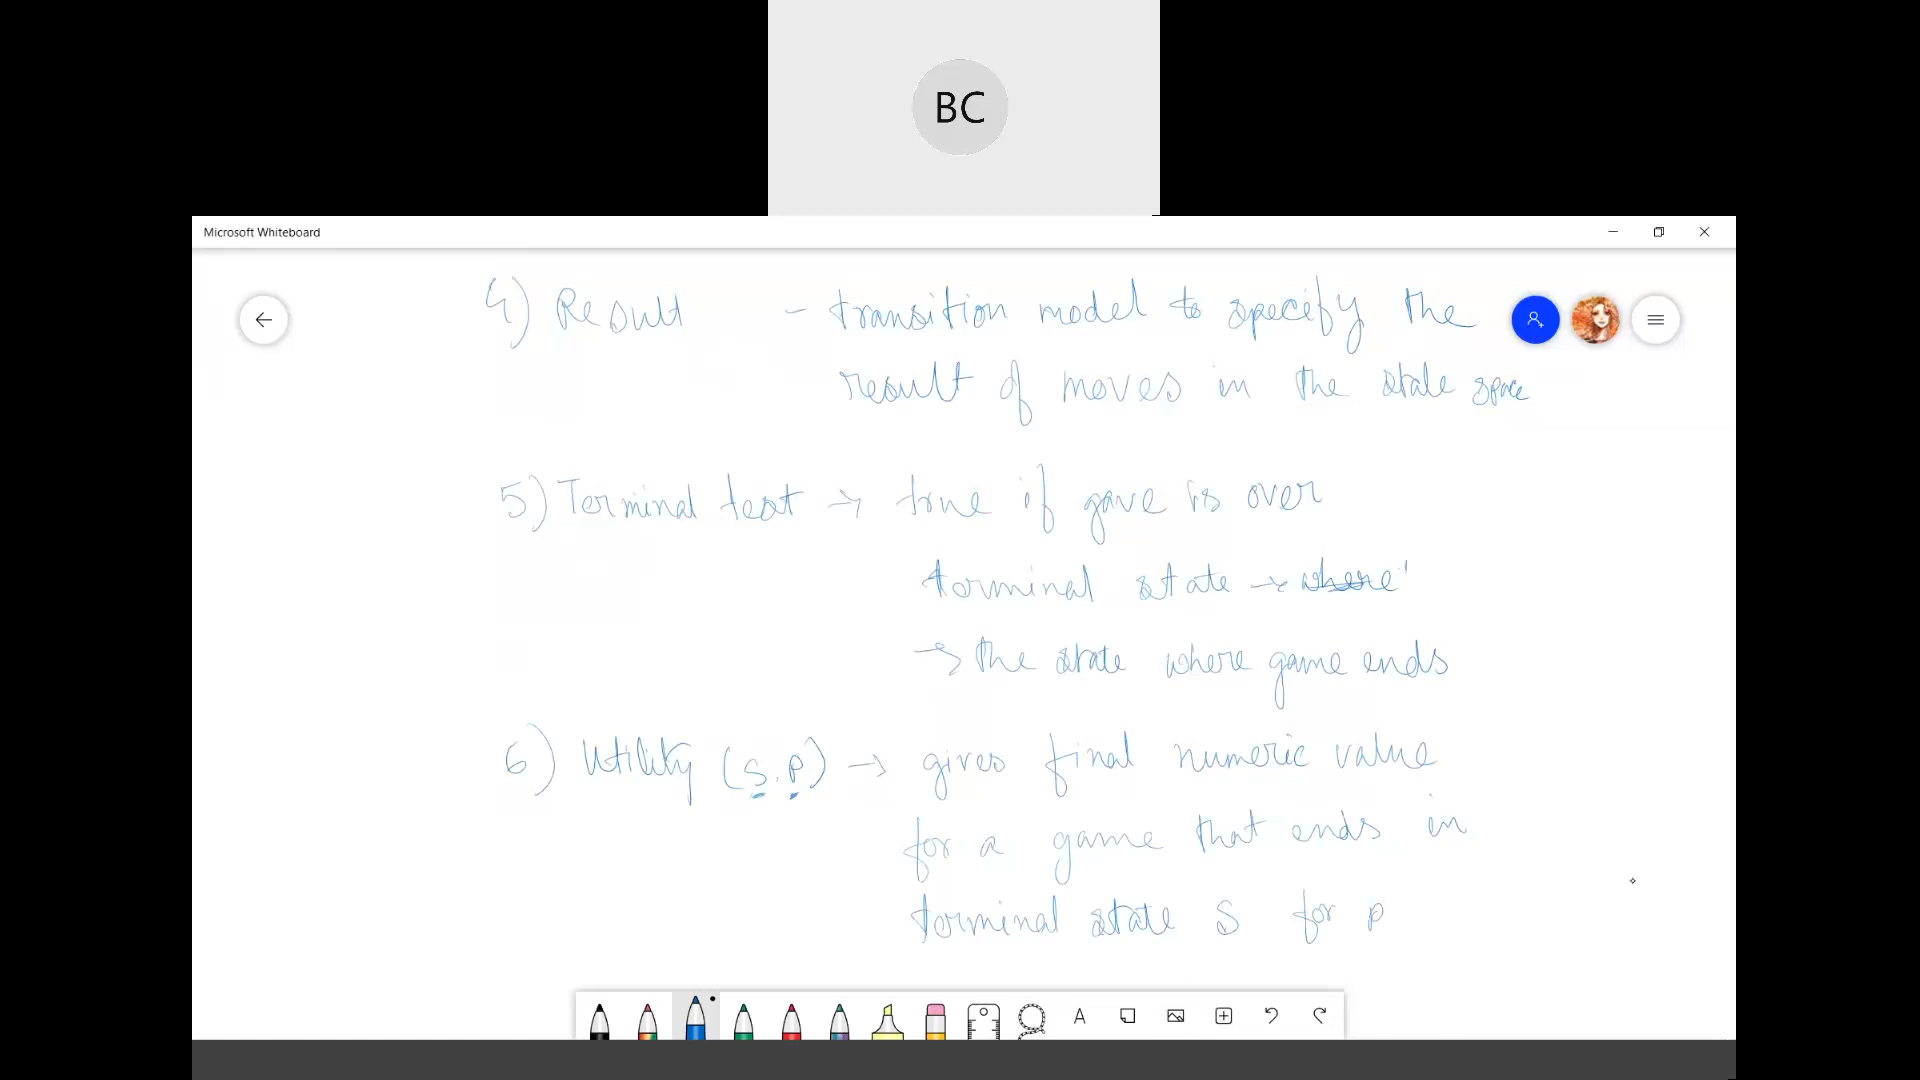 BC
Microsoft Whiteboard
4) Result - transition model to specify the
result of moves in the state space
5) Terminal test → true if game is over
terminal state → where
→ the state where game ends
6) Utility (s, p) → gives final numeric value
for a game that ends in
terminal state S for p
A